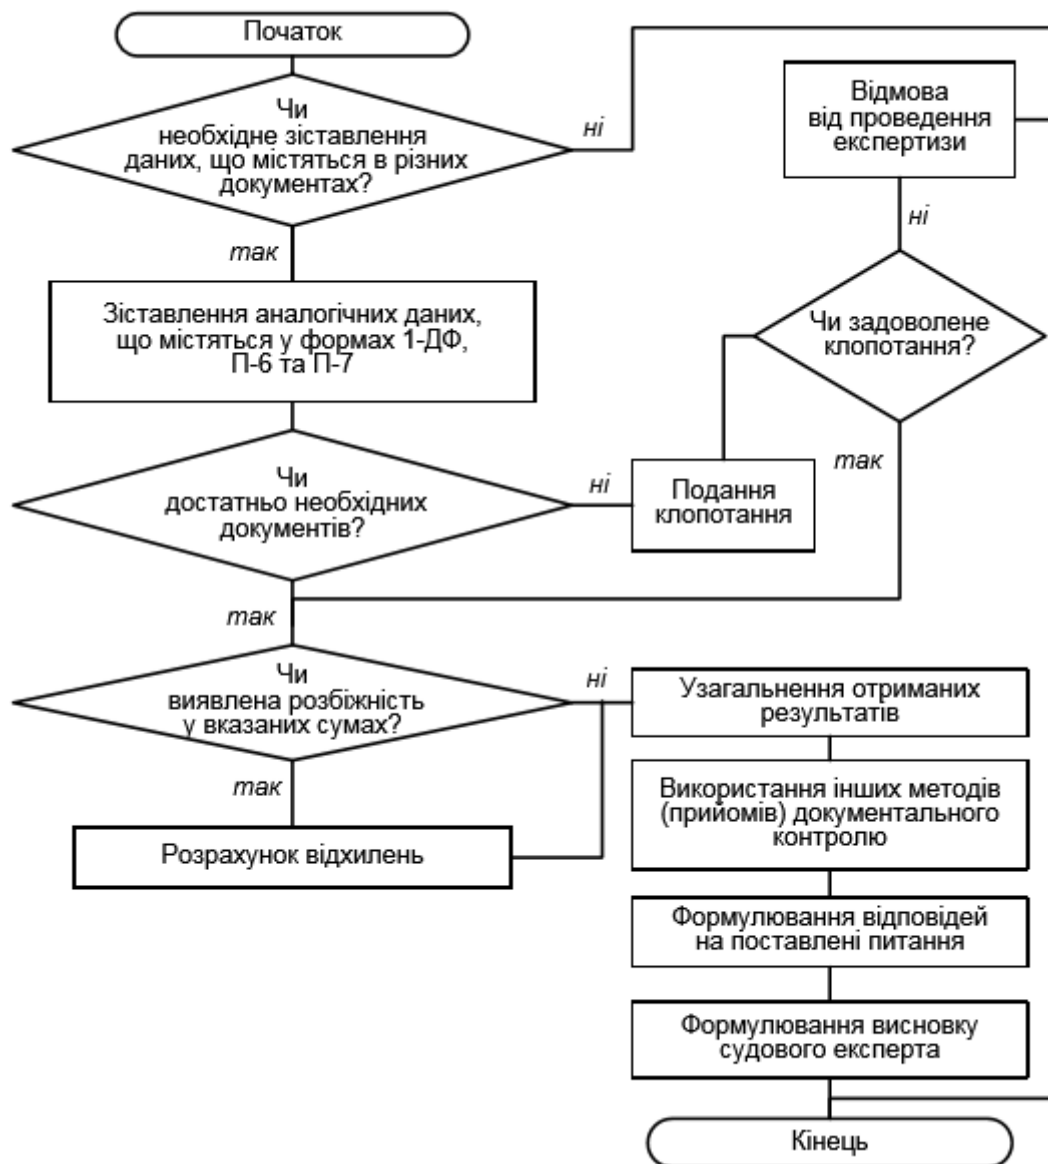 Початок
Чи
необхідне зіставлення
даних, що містяться в різних
документах?
ні
Відмова
від проведення
експертизи
ні
так
Зіставлення аналогічних даних,
що містяться у формах 1-ДФ,
П-6 та П-7
Чи задоволене
клопотання?
так
Чи
достатньо необхідних
документів?
ні
Подання
клопотання
так
Чи
виявлена розбіжність
у вказаних сумах?
ні
так
Розрахунок відхилень
Узагальнення отриманих
результатів
Використання інших методів
(прийомів) документального
контролю
Формулювання відповідей
на поставлені питання
Формулювання висновку
судового експерта
Кінець